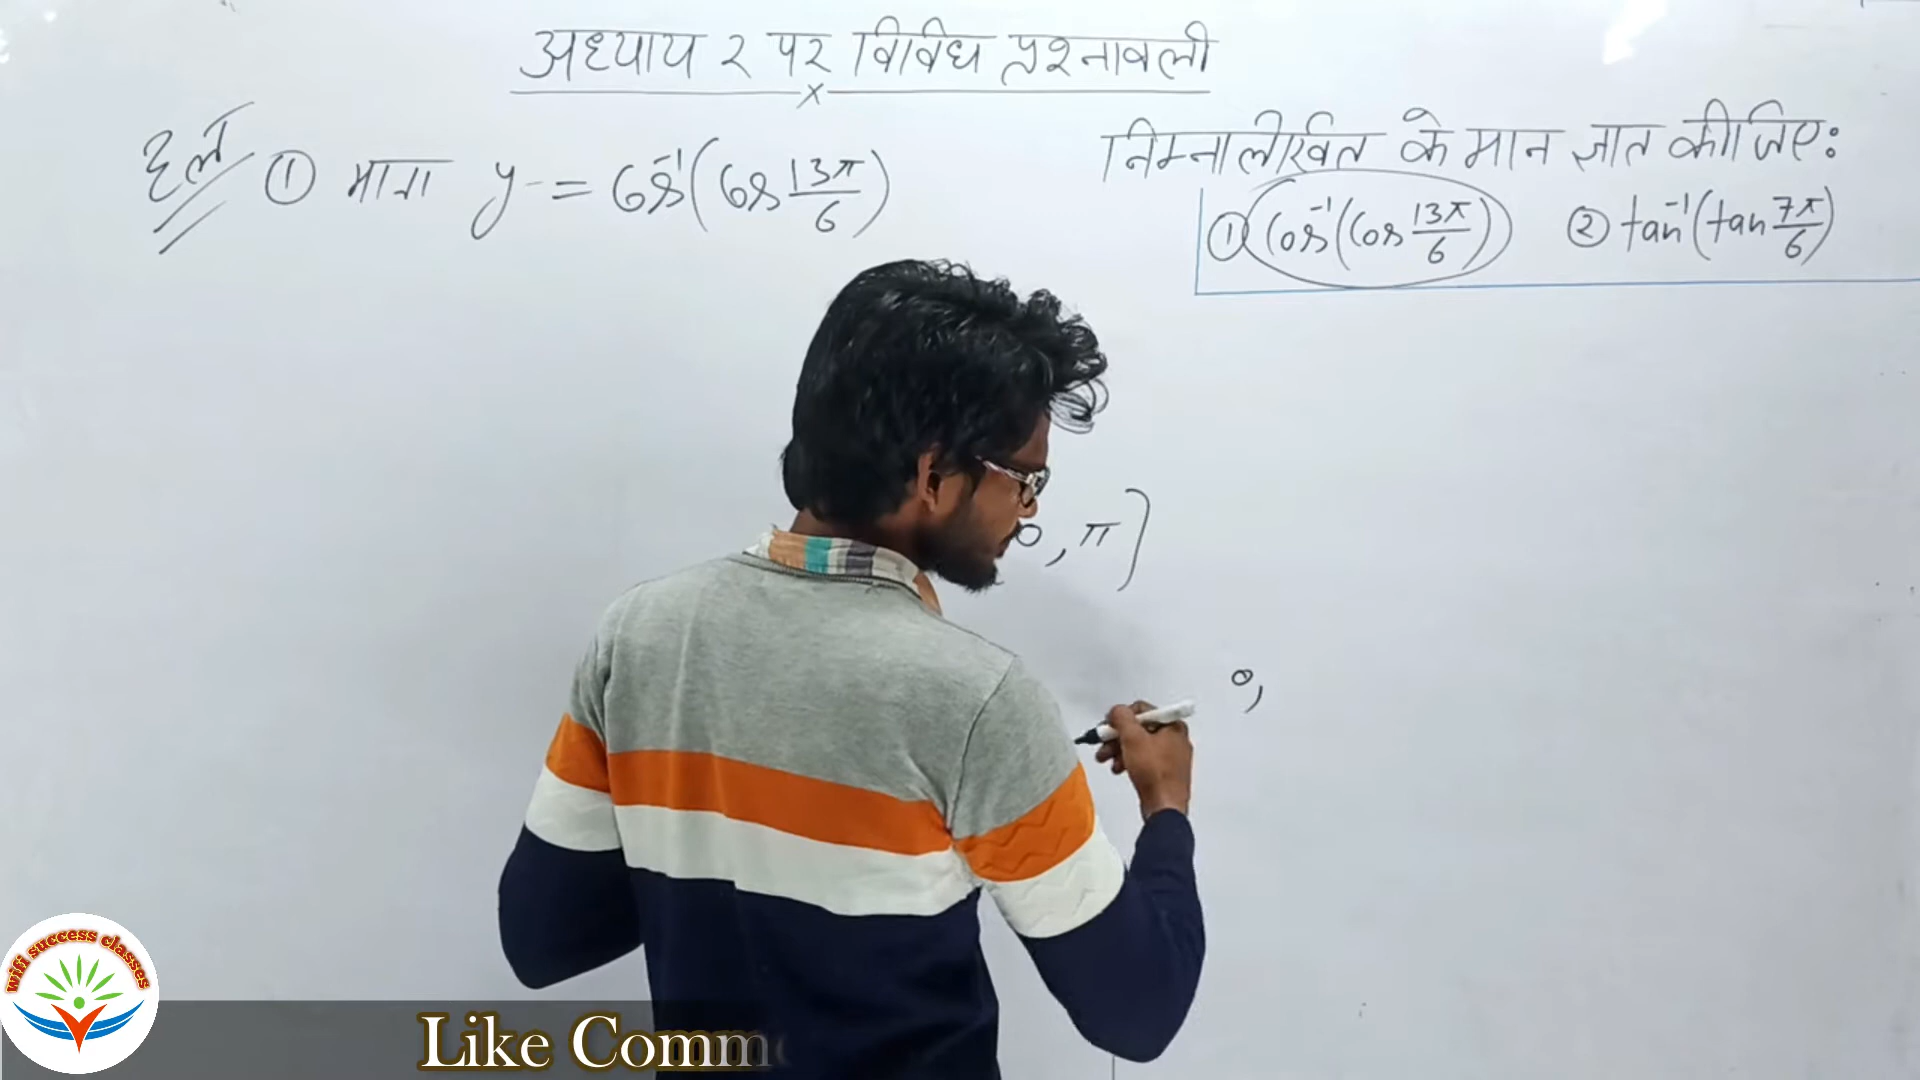 अध्याय २ पर विविध प्रश्नावली
हल ① माना y = cos⁻¹(cos 13π/6)
निम्नलिखित के मान ज्ञात कीजिए:
① cos⁻¹(cos 13π/6) ② tan⁻¹(tan 7π/6)
0, π]
0,
wifi success classes
Like Comm